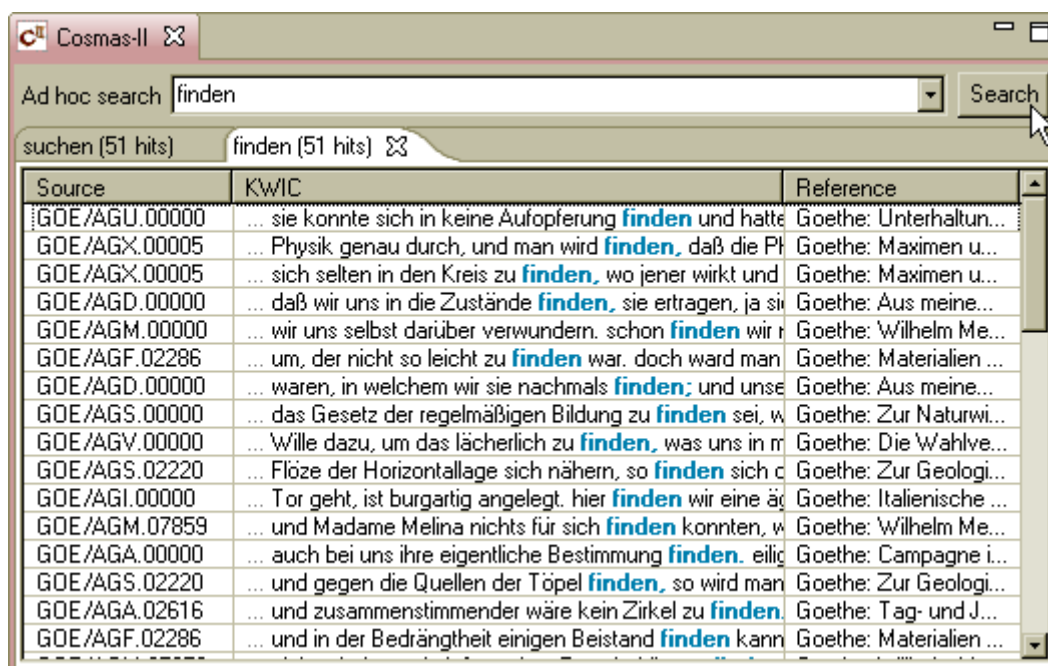 CII Cosmas-II
Ad hoc search finden Search
suchen (51 hits) finden (51 hits)
Source KWIC Reference
GOE/AGU.00000 ... sie konnte sich in keine Aufopferung finden und hatte Goethe: Unterhaltun...
GOE/AGX.00005 ... Physik genau durch, und man wird finden, daß die Ph Goethe: Maximen u...
GOE/AGX.00005 ... sich selten in den Kreis zu finden, wo jener wirkt und Goethe: Maximen u...
GOE/AGD.00000 ... daß wir uns in die Zustände finden, sie ertragen, ja sie Goethe: Aus meine...
GOE/AGM.00000 ... wir uns selbst darüber verwundern. schon finden wir Goethe: Wilhelm Me...
GOE/AGF.02286 ... um, der nicht so leicht zu finden war. doch ward man Goethe: Materialien ...
GOE/AGD.00000 ... waren, in welchem wir sie nachmals finden; und unse Goethe: Aus meine...
GOE/AGS.00000 ... das Gesetz der regelmäßigen Bildung zu finden sei, w Goethe: Zur Naturwi...
GOE/AGV.00000 ... Wille dazu, um das lächerlich zu finden, was uns in m Goethe: Die Wahlve...
GOE/AGS.02220 ... Flöze der Horizontallage sich nähern, so finden sich Goethe: Zur Geologi...
GOE/AGI.00000 ... Tor geht, ist burgartig angelegt. hier finden wir eine äg Goethe: Italienische ...
GOE/AGM.07859 ... und Madame Melina nichts für sich finden konnten, w Goethe: Wilhelm Me...
GOE/AGA.00000 ... auch bei uns ihre eigentliche Bestimmung finden. eilig Goethe: Campagne i...
GOE/AGS.02220 ... und gegen die Quellen der Töpel finden, so wird man Goethe: Zur Geologi...
GOE/AGA.02616 ... und zusammenstimmender wäre kein Zirkel zu finden. Goethe: Tag- und J...
GOE/AGF.02286 ... und in der Bedrängtheit einigen Beistand finden kann Goethe: Materialien ...